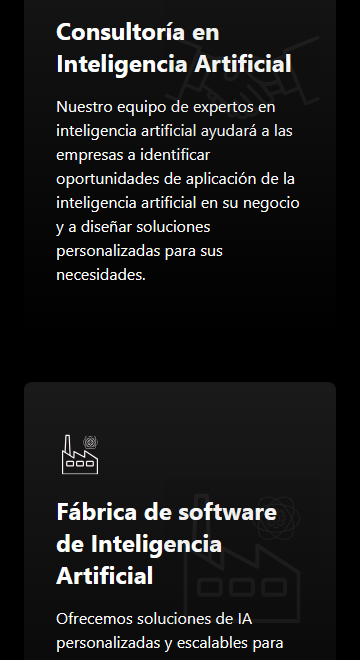 Consultoría en
Inteligencia Artificial
Nuestro equipo de expertos en
inteligencia artificial ayudará a las
empresas a identificar
oportunidades de aplicación de la
inteligencia artificial en su negocio
y a diseñar soluciones
personalizadas para sus
necesidades.
Fábrica de software
de Inteligencia
Artificial
Ofrecemos soluciones de IA
personalizadas y escalables para